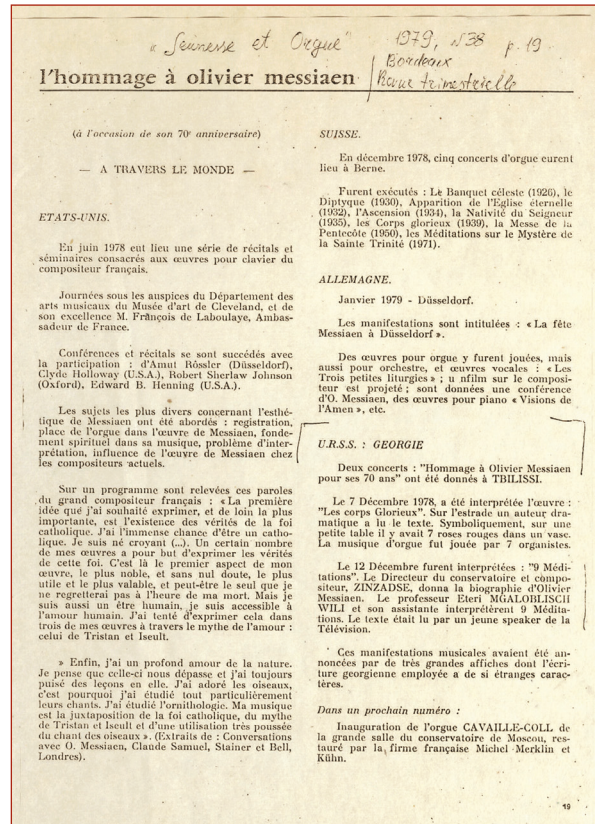 « Jeunesse et Orgue" 1979, N38 p. 19
Bordeaux
Revue trimestrielle
l'hommage à olivier messiaen
(à l'occasion de son 70e anniversaire)
— A TRAVERS LE MONDE —
ETATS-UNIS.
En juin 1978 eut lieu une série de récitals et
séminaires consacrés aux œuvres pour clavier du
compositeur français.
Journées sous les auspices du Département des
arts musicaux du Musée d'art de Cleveland, et de
son excellence M. François de Laboulaye, Ambas-
sadeur de France.
Conférences et récitals se sont succédés avec
la participation : d'Amut Rössler (Düsseldorf),
Clyde Holloway (U.S.A.), Robert Sherlaw Johnson
(Oxford), Edward B. Henning (U.S.A.).
Les sujets les plus divers concernant l'esthé-
tique de Messiaen ont été abordés : registration,
place de l'orgue dans l'œuvre de Messiaen, fonde-
ment spirituel dans sa musique, problème d'inter-
prétation, influence de l'œuvre de Messiaen chez
les compositeurs actuels.
Sur un programme sont relevées ces paroles
du grand compositeur français : « La première
idée que j'ai souhaité exprimer, et de loin la plus
importante, est l'existence des vérités de la foi
catholique. J'ai l'immense chance d'être un catho-
lique. Je suis né croyant (...). Un certain nombre
de mes œuvres a pour but d'exprimer les vérités
de cette foi. C'est là le premier aspect de mon
œuvre, le plus noble, et sans nul doute, le plus
utile et le plus valable, et peut-être le seul que je
ne regretterai pas à l'heure de ma mort. Mais je
suis aussi un être humain, je suis accessible à
l'amour humain. J'ai tenté d'exprimer cela dans
trois de mes œuvres à travers le mythe de l'amour :
celui de Tristan et Iseult.
» Enfin, j'ai un profond amour de la nature.
Je pense que celle-ci nous dépasse et j'ai toujours
puisé des leçons en elle. J'ai adoré les oiseaux,
c'est pourquoi j'ai étudié tout particulièrement
leurs chants. J'ai étudié l'ornithologie. Ma musique
est la juxtaposition de la foi catholique, du mythe
de Tristan et Iseult et d'une utilisation très poussée
du chant des oiseaux ». (Extraits de : Conversations
avec O. Messiaen, Claude Samuel, Stainer et Bell,
Londres).
SUISSE.
En décembre 1978, cinq concerts d'orgue eurent
lieu à Berne.
Furent exécutés : Le Banquet céleste (1926), le
Diptyque (1930), Apparition de l'Eglise éternelle
(1932), l'Ascension (1934), la Nativité du Seigneur
(1935), les Corps glorieux (1939), la Messe de la
Pentecôte (1950), les Méditations sur le Mystère de
la Sainte Trinité (1971).
ALLEMAGNE.
Janvier 1979 - Düsseldorf.
Les manifestations sont intitulées : « La fête
Messiaen à Düsseldorf ».
Des œuvres pour orgue y furent jouées, mais
aussi pour orchestre, et œuvres vocales : « Les
Trois petites liturgies » ; u nfilm sur le composi-
teur est projeté ; sont données une conférence
d'O. Messiaen, des œuvres pour piano « Visions de
l'Amen », etc.
U.R.S.S. : GEORGIE
Deux concerts : "Hommage à Olivier Messiaen
pour ses 70 ans" ont été donnés à TBILISSI.
Le 7 Décembre 1978, a été interprétée l'œuvre :
"Les corps Glorieux". Sur l'estrade un auteur dra-
matique a lu le texte. Symboliquement, sur une
petite table il y avait 7 roses rouges dans un vase.
La musique d'orgue fut jouée par 7 organistes.
Le 12 Décembre furent interprétées : "9 Médi-
tations". Le Directeur du conservatoire et compo-
siteur, ZINZADSE, donna la biographie d'Olivier
Messiaen. Le professeur Eteri MGALOBLISCH
WILI et son assistante interprétèrent 9 Médita-
tions. Le texte était lu par un jeune speaker de la
Télévision.
Ces manifestations musicales avaient été an-
noncées par de très grandes affiches dont l'écri-
ture georgienne employée a de si étranges carac-
tères.
Dans un prochain numéro :
Inauguration de l'orgue CAVAILLE-COLL de
la grande salle du conservatoire de Moscou, res-
tauré par la firme française Michel Merklin et
Kühn.
19